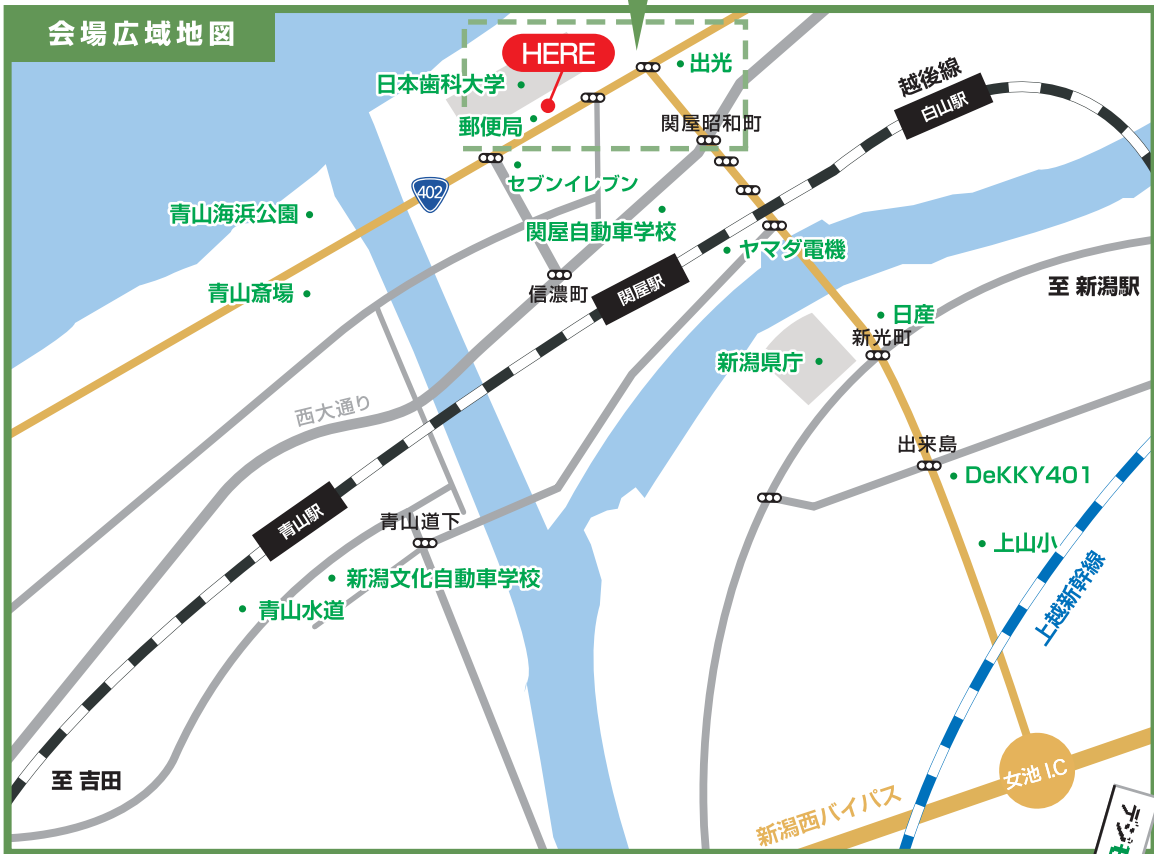 会場広域地図
HERE
出光
日本歯科大学
越後線
白山駅
郵便局
関屋昭和町
セブンイレブン
402
青山海浜公園
関屋自動車学校
ヤマダ電機
青山斎場
信濃町
関屋駅
至 新潟駅
日産
新光町
新潟県庁
西大通り
出来島
DeKKY401
青山駅
青山道下
上山小
新潟文化自動車学校
青山水道
上越新幹線
至 吉田
女池 I.C
新潟西バイパス